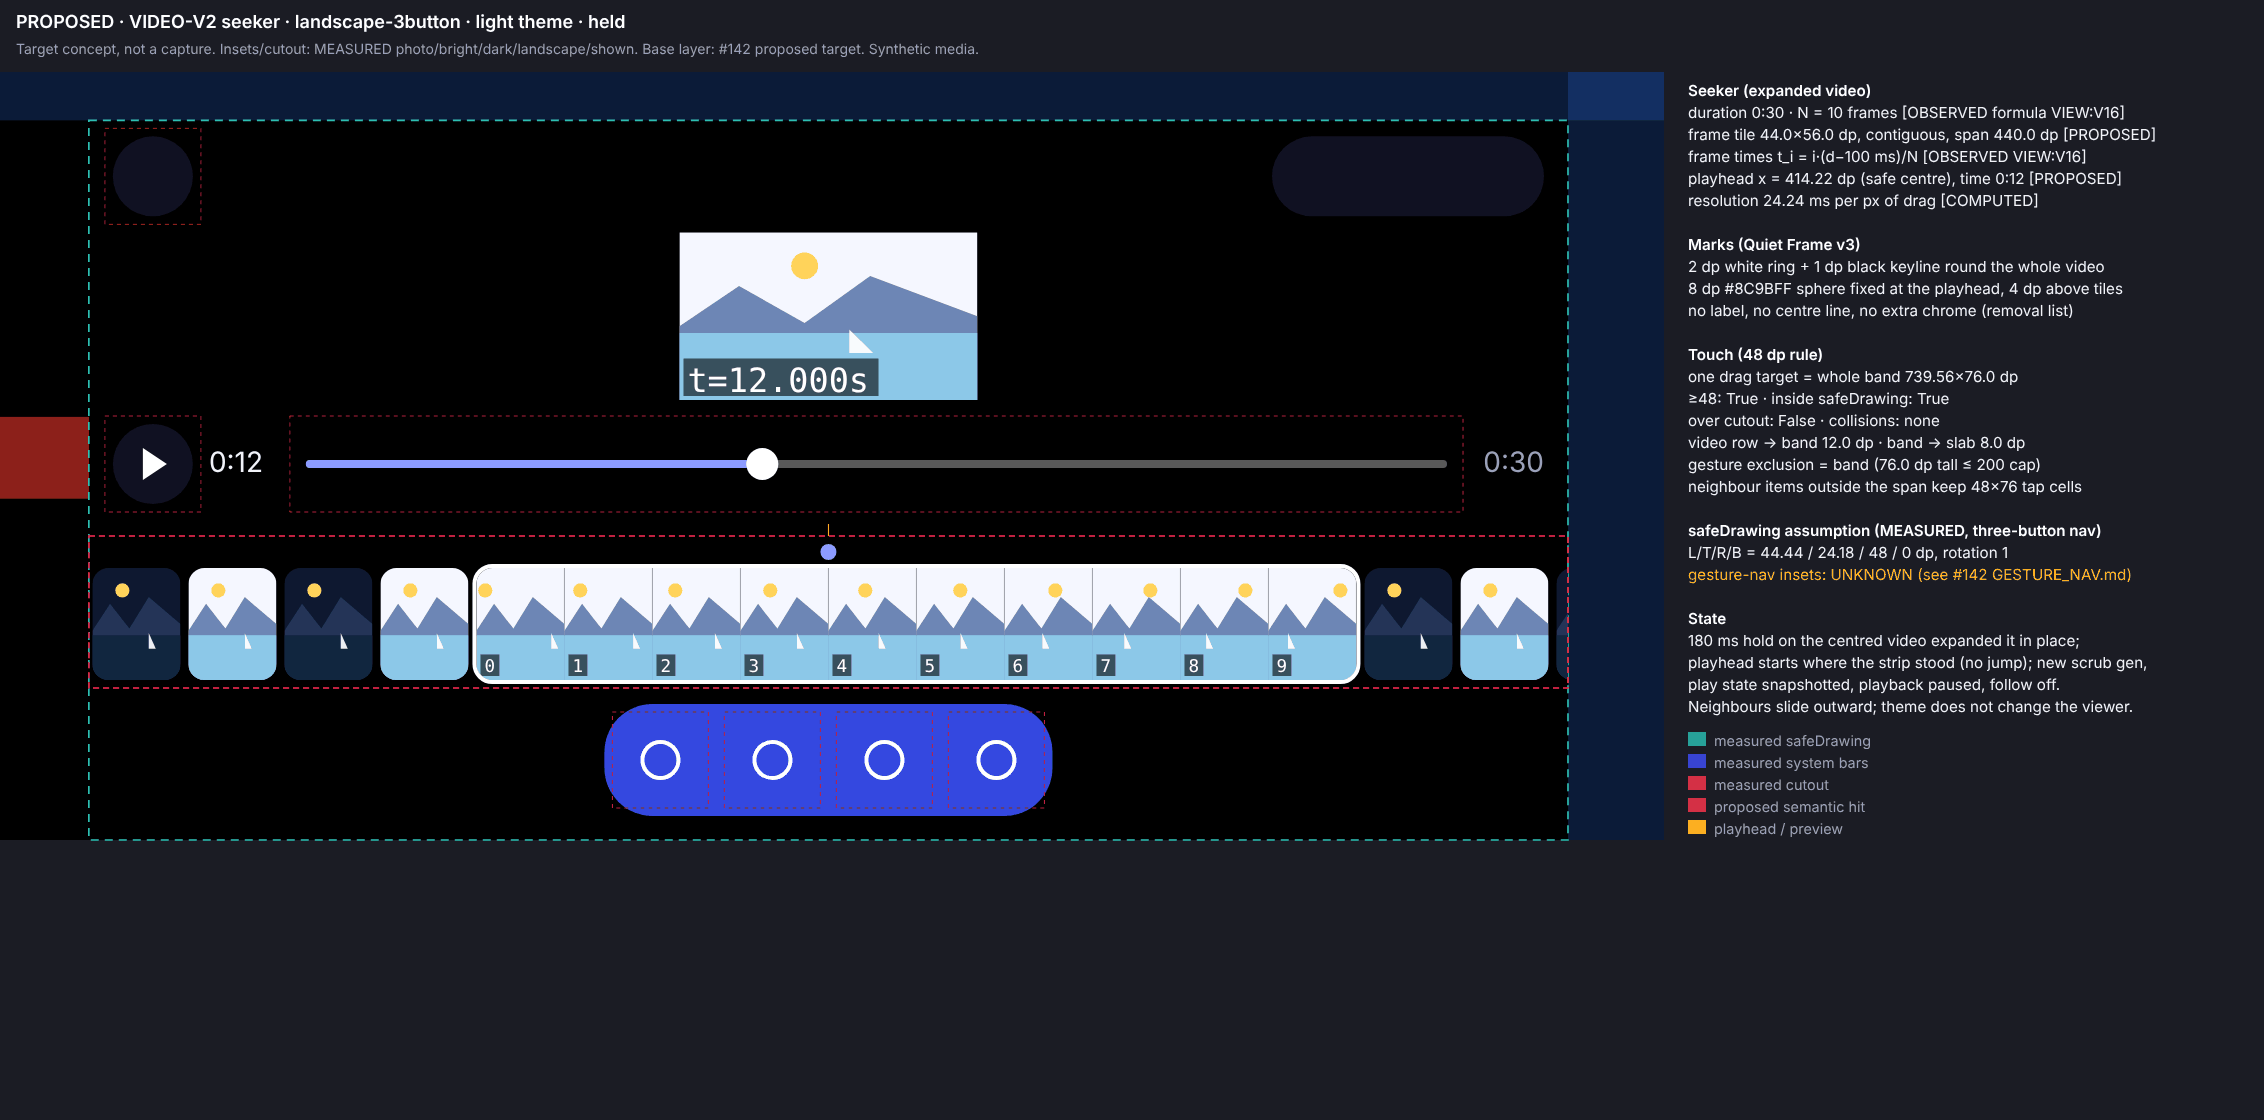 PROPOSED · VIDEO-V2 seeker · landscape-3button · light theme · held
Target concept, not a capture. Insets/cutout: MEASURED photo/bright/dark/landscape/shown. Base layer: #142 proposed target. Synthetic media.
t=12.000s
0:12
0:30
0
1
2
3
4
5
6
7
8
9
Seeker (expanded video)
duration 0:30 · N = 10 frames [OBSERVED formula VIEW:V16]
frame tile 44.0×56.0 dp, contiguous, span 440.0 dp [PROPOSED]
frame times t_i = i·(d−100 ms)/N [OBSERVED VIEW:V16]
playhead x = 414.22 dp (safe centre), time 0:12 [PROPOSED]
resolution 24.24 ms per px of drag [COMPUTED]
Marks (Quiet Frame v3)
2 dp white ring + 1 dp black keyline round the whole video
8 dp #8C9BFF sphere fixed at the playhead, 4 dp above tiles
no label, no centre line, no extra chrome (removal list)
Touch (48 dp rule)
one drag target = whole band 739.56×76.0 dp
≥48: True · inside safeDrawing: True
over cutout: False · collisions: none
video row → band 12.0 dp · band → slab 8.0 dp
gesture exclusion = band (76.0 dp tall ≤ 200 cap)
neighbour items outside the span keep 48×76 tap cells
safeDrawing assumption (MEASURED, three-button nav)
L/T/R/B = 44.44 / 24.18 / 48 / 0 dp, rotation 1
gesture-nav insets: UNKNOWN (see #142 GESTURE_NAV.md)
State
180 ms hold on the centred video expanded it in place;
playhead starts where the strip stood (no jump); new scrub gen,
play state snapshotted, playback paused, follow off.
Neighbours slide outward; theme does not change the viewer.
measured safeDrawing
measured system bars
measured cutout
proposed semantic hit
playhead / preview